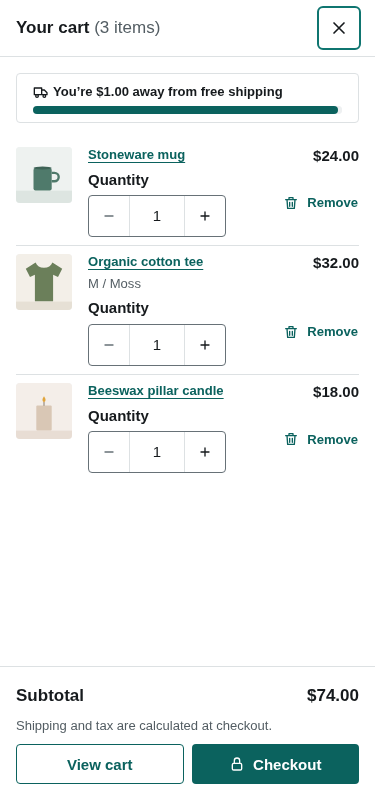 Your cart (3 items)
You're $1.00 away from free shipping
Stoneware mug
$24.00
Quantity
1
Remove
Organic cotton tee
$32.00
M / Moss
Quantity
1
Remove
Beeswax pillar candle
$18.00
Quantity
1
Remove
Subtotal
$74.00
Shipping and tax are calculated at checkout.
View cart
Checkout